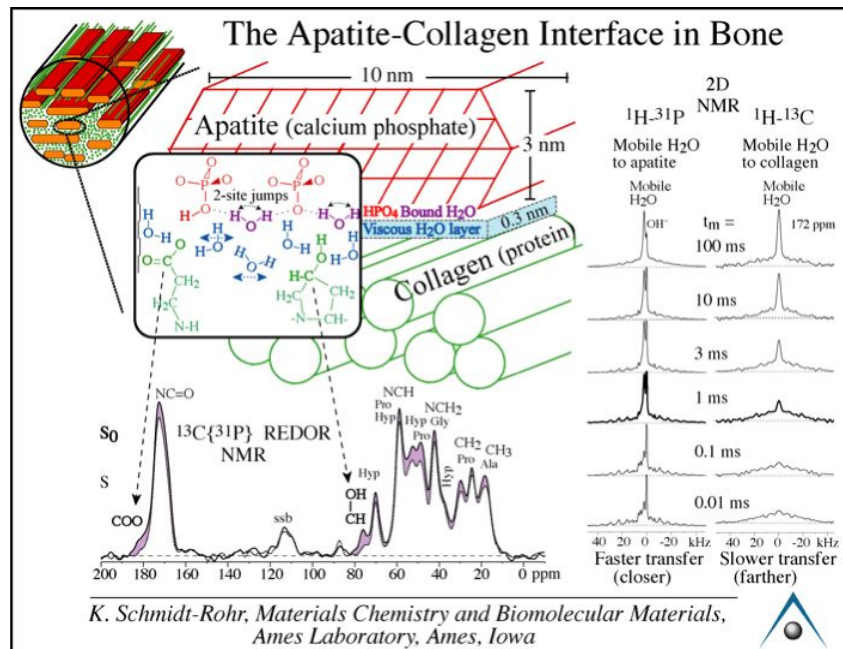 The Apatite-Collagen Interface in Bone
10 nm
Apatite (calcium phosphate)
3 nm
2-site jumps
HPO4 Bound H2O
Viscous H2O layer
0.3 nm
Collagen (protein)
O
O
P
O
O
O
P
O
O
O
H
H
O
H
H
O
H
H
O
H
H
O
H
H
O
H
H
O
H
H
O
H
O
O=C
CH2
H2C
N-H
H-C
H2C
CH2
-N
CH-
2D
NMR
1H-31P
1H-13C
Mobile H2O
to apatite
Mobile H2O
to collagen
Mobile
H2O
OH-
Mobile
H2O
172 ppm
tm =
100 ms
10 ms
3 ms
1 ms
0.1 ms
0.01 ms
40 20 0 -20 kHz
40 20 0 -20 kHz
Faster transfer
(closer)
Slower transfer
(farther)
S0
S
13C{31P} REDOR
NMR
NC=O
COO
ssb
OH
CH
Hyp
NCH
Pro
Hyp
Hyp
Pro
NCH2
Gly
Hyp
CH2
Pro
CH3
Ala
200 180 160 140 120 100 80 60 40 20 0 ppm
K. Schmidt-Rohr, Materials Chemistry and Biomolecular Materials,
Ames Laboratory, Ames, Iowa